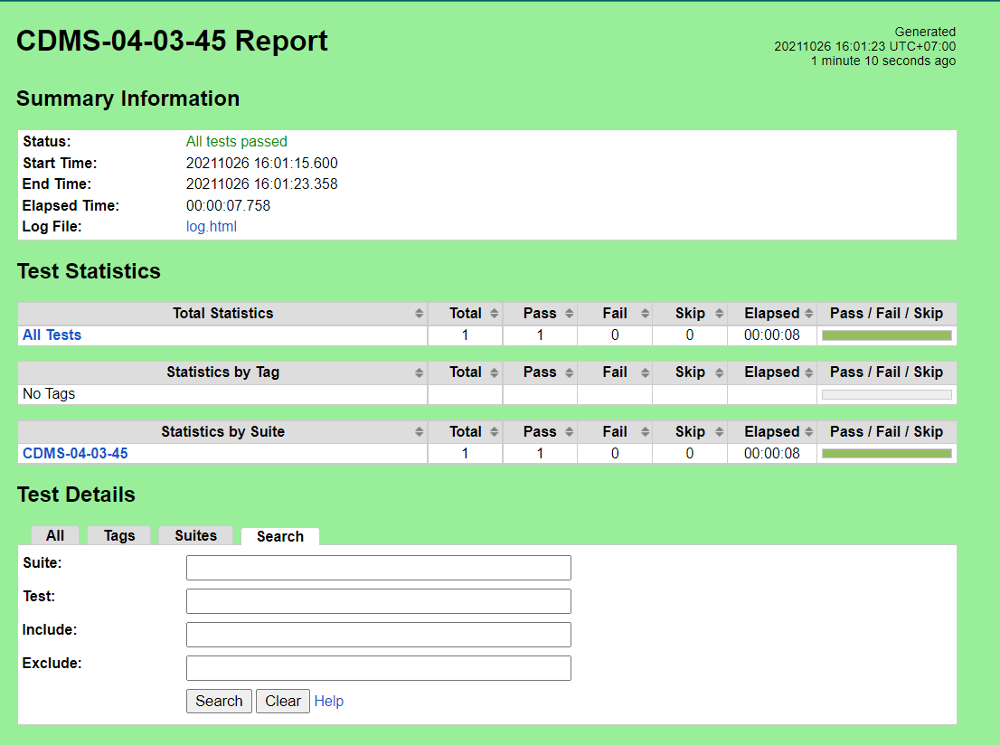 CDMS-04-03-45 Report
Generated
20211026 16:01:23 UTC+07:00
1 minute 10 seconds ago
Summary Information
Status: All tests passed
Start Time: 20211026 16:01:15.600
End Time: 20211026 16:01:23.358
Elapsed Time: 00:00:07.758
Log File: log.html
Test Statistics
Total Statistics Total Pass Fail Skip Elapsed Pass / Fail / Skip
All Tests 1 1 0 0 00:00:08
Statistics by Tag Total Pass Fail Skip Elapsed Pass / Fail / Skip
No Tags
Statistics by Suite Total Pass Fail Skip Elapsed Pass / Fail / Skip
CDMS-04-03-45 1 1 0 0 00:00:08
Test Details
All Tags Suites Search
Suite:
Test:
Include:
Exclude:
Search Clear Help